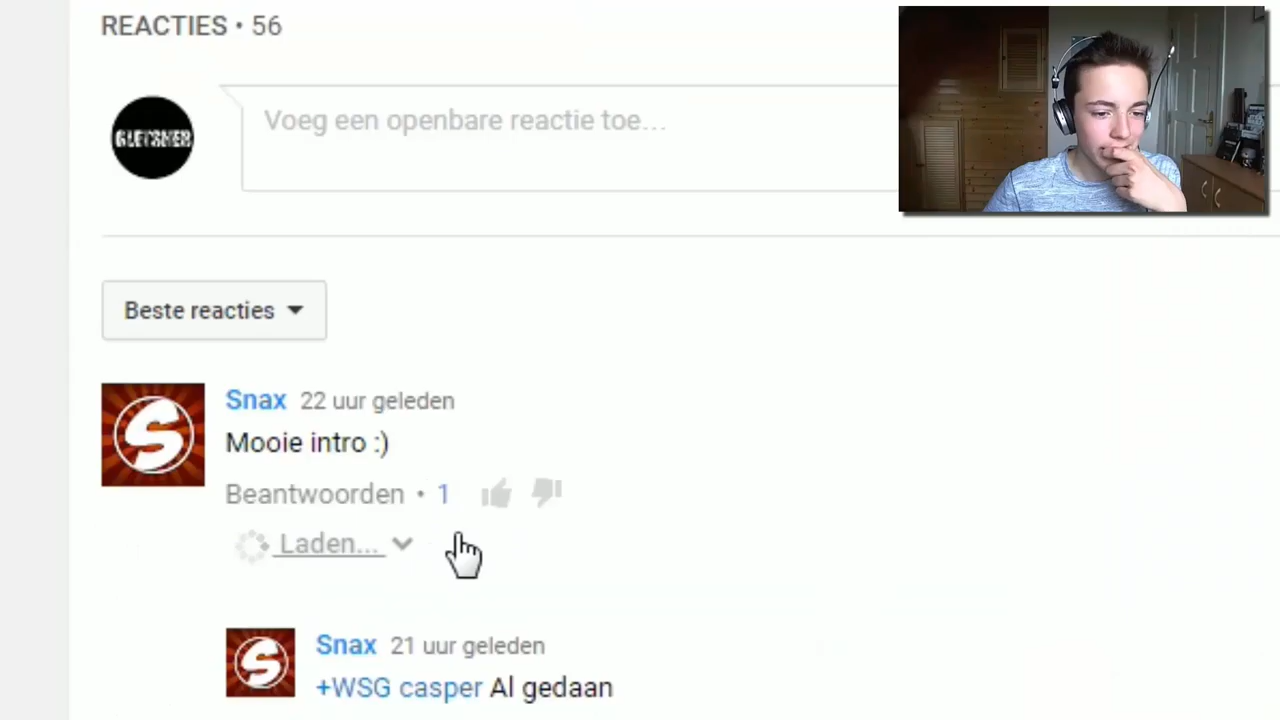 REACTIES • 56
GLETSHER
Voeg een openbare reactie toe...
Beste reacties
Snax 22 uur geleden
Mooie intro :)
Beantwoorden • 1
Laden...
Snax 21 uur geleden
+WSG casper Al gedaan